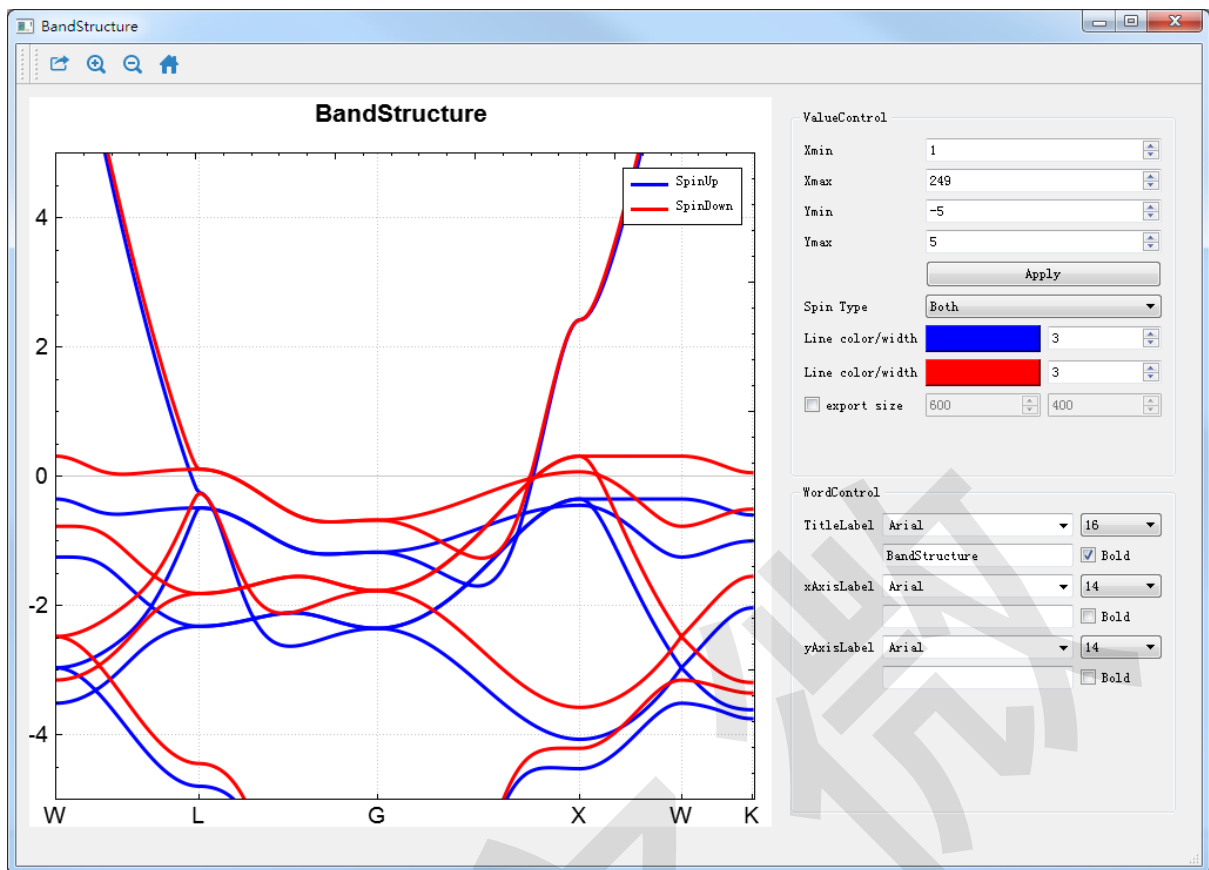 BandStructure
BandStructure
SpinUp
SpinDown
4
2
0
-2
-4
W L G X W K
ValueControl
Xmin 1
Xmax 249
Ymin -5
Ymax 5
Apply
Spin Type Both
Line color/width 3
Line color/width 3
export size 600 400
WordControl
TitleLabel Arial 16
BandStructure Bold
xAxisLabel Arial 14
Bold
yAxisLabel Arial 14
Bold